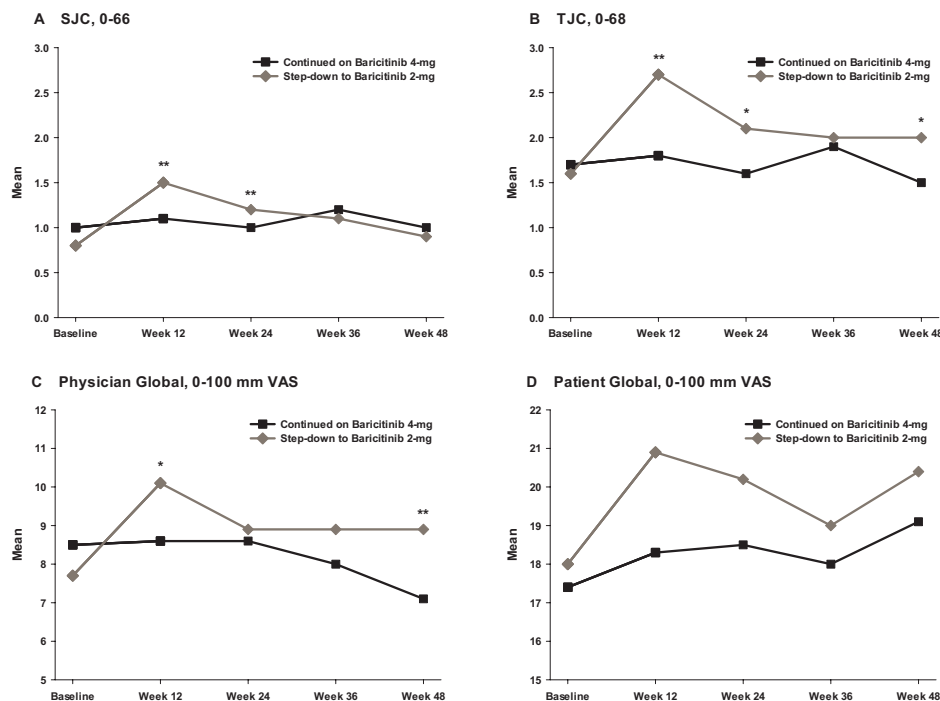 A SJC, 0-66
3.0
2.5
2.0
1.5
1.0
0.5
0.0
Mean
Continued on Baricitinib 4-mg
Step-down to Baricitinib 2-mg
**
**
Baseline Week 12 Week 24 Week 36 Week 48
B TJC, 0-68
3.0
2.5
2.0
1.5
1.0
0.5
0.0
Mean
Continued on Baricitinib 4-mg
Step-down to Baricitinib 2-mg
**
*
*
Baseline Week 12 Week 24 Week 36 Week 48
C Physician Global, 0-100 mm VAS
12
11
10
9
8
7
6
5
Mean
Continued on Baricitinib 4-mg
Step-down to Baricitinib 2-mg
*
**
Baseline Week 12 Week 24 Week 36 Week 48
D Patient Global, 0-100 mm VAS
22
21
20
19
18
17
16
15
Mean
Continued on Baricitinib 4-mg
Step-down to Baricitinib 2-mg
Baseline Week 12 Week 24 Week 36 Week 48